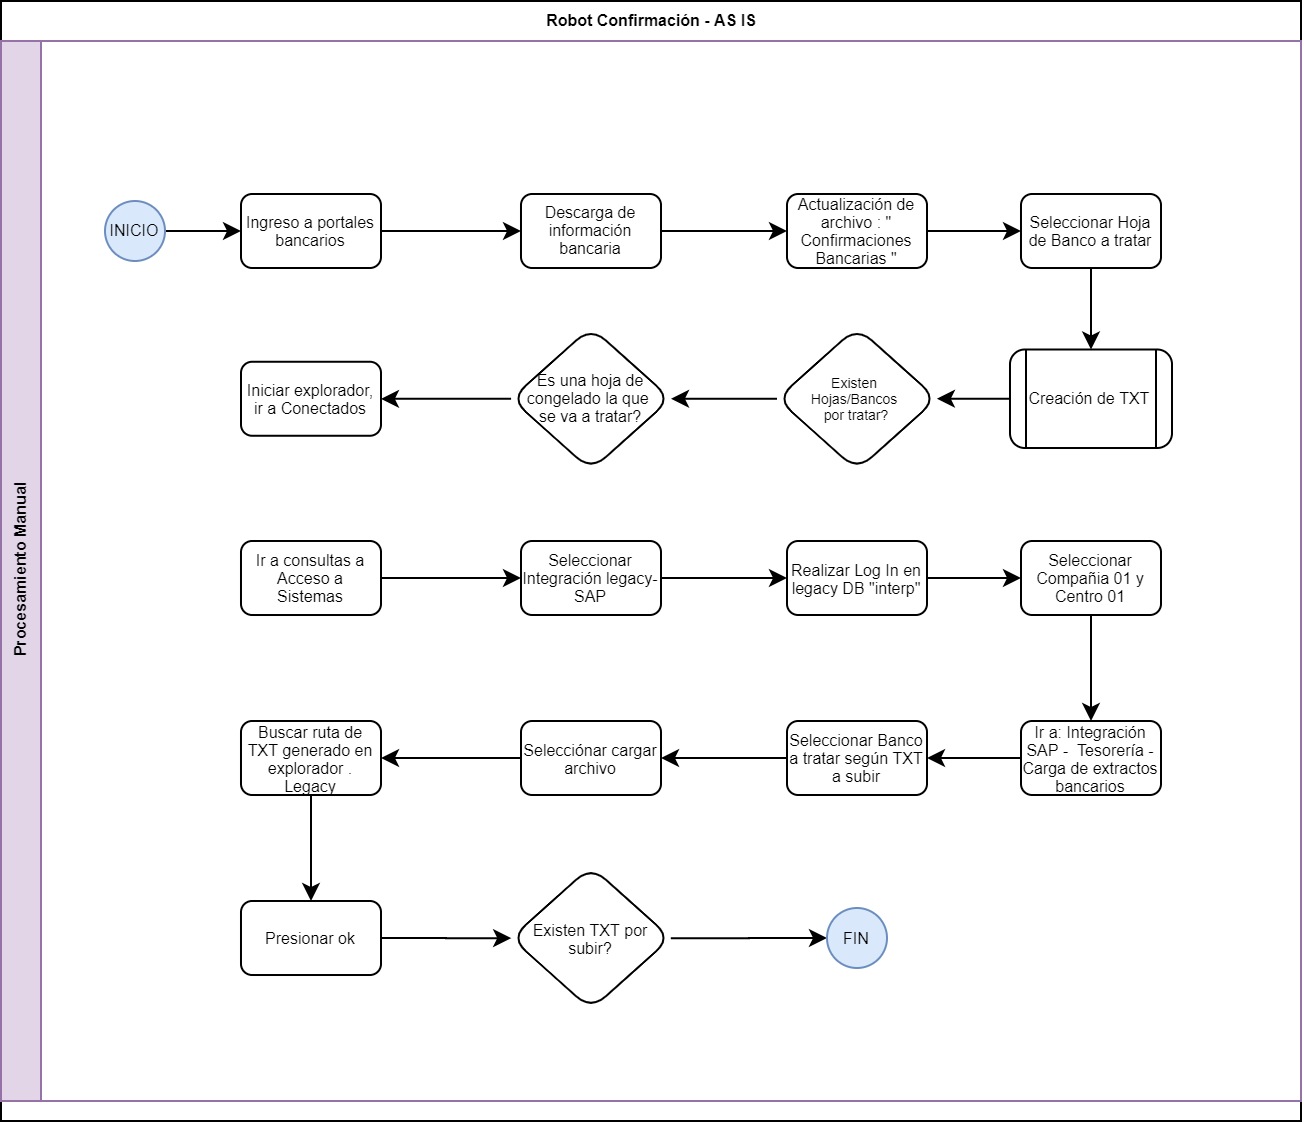 Robot Confirmación - AS IS
Procesamiento Manual
INICIO
Ingreso a portales
bancarios
Descarga de
información
bancaria
Actualización de
archivo : "
Confirmaciones
Bancarias "
Seleccionar Hoja
de Banco a tratar
Iniciar explorador,
ir a Conectados
Es una hoja de
congelado la que
se va a tratar?
Existen
Hojas/Bancos
por tratar?
Creación de TXT
Ir a consultas a
Acceso a
Sistemas
Seleccionar
Integración legacy-
SAP
Realizar Log In en
legacy DB "interp"
Seleccionar
Compañia 01 y
Centro 01
Buscar ruta de
TXT generado en
explorador .
Legacy
Selecciónar cargar
archivo
Seleccionar Banco
a tratar según TXT
a subir
Ir a: Integración
SAP - Tesorería -
Carga de extractos
bancarios
Presionar ok
Existen TXT por
subir?
FIN